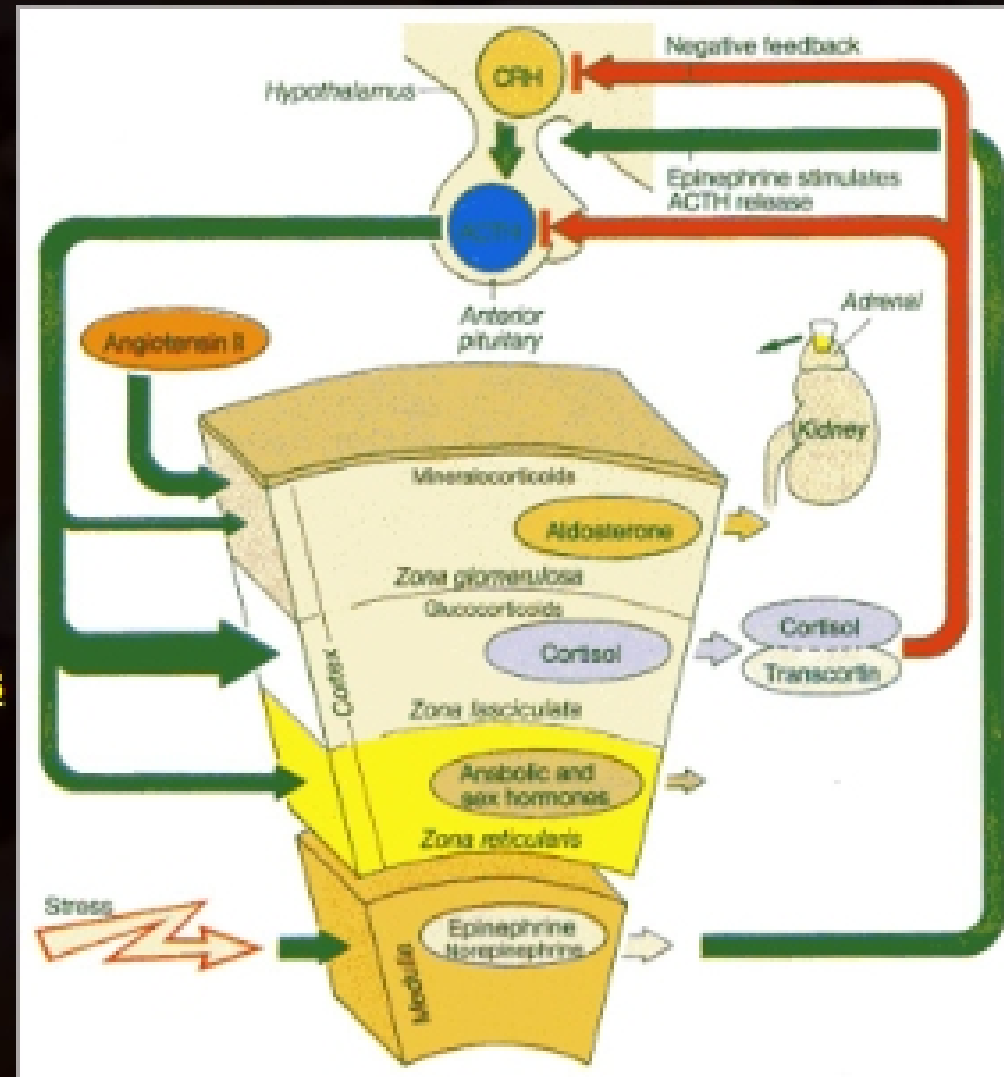 CRH
Negative feedback
Hypothalamus
Epinephrine stimulates
ACTH release
ACTH
Anterior
pituitary
Adrenal
Angiotensin II
Kidney
Mineralocorticoids
Aldosterone
Zona glomerulosa
Glucocorticoids
Cortisol
Cortisol
Transcortin
Cortex
Zona fasciculata
Anabolic and
sex hormones
Zona reticularis
Stress
Epinephrine
Norepinephrine
Medulla